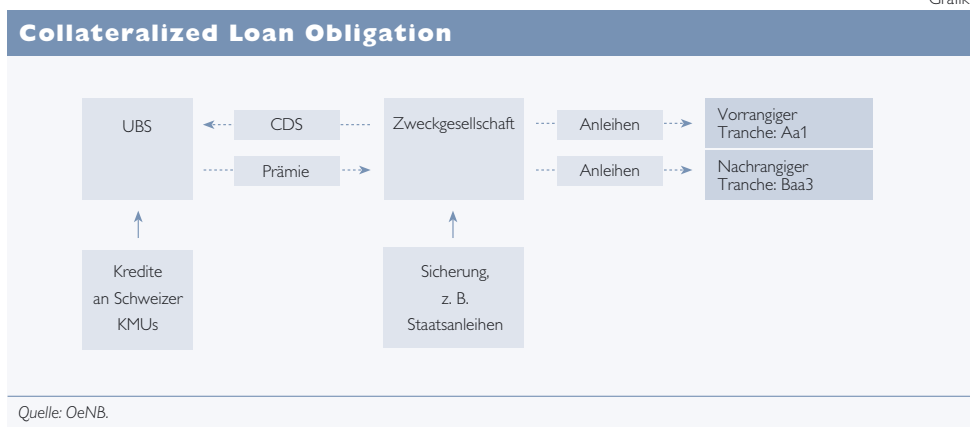 Grafik
Collateralized Loan Obligation
UBS
CDS
Zweckgesellschaft
Anleihen
Vorrangiger
Tranche: Aa1
Prämie
Anleihen
Nachrangiger
Tranche: Baa3
Kredite
an Schweizer
KMUs
Sicherung,
z. B.
Staatsanleihen
Quelle: OeNB.